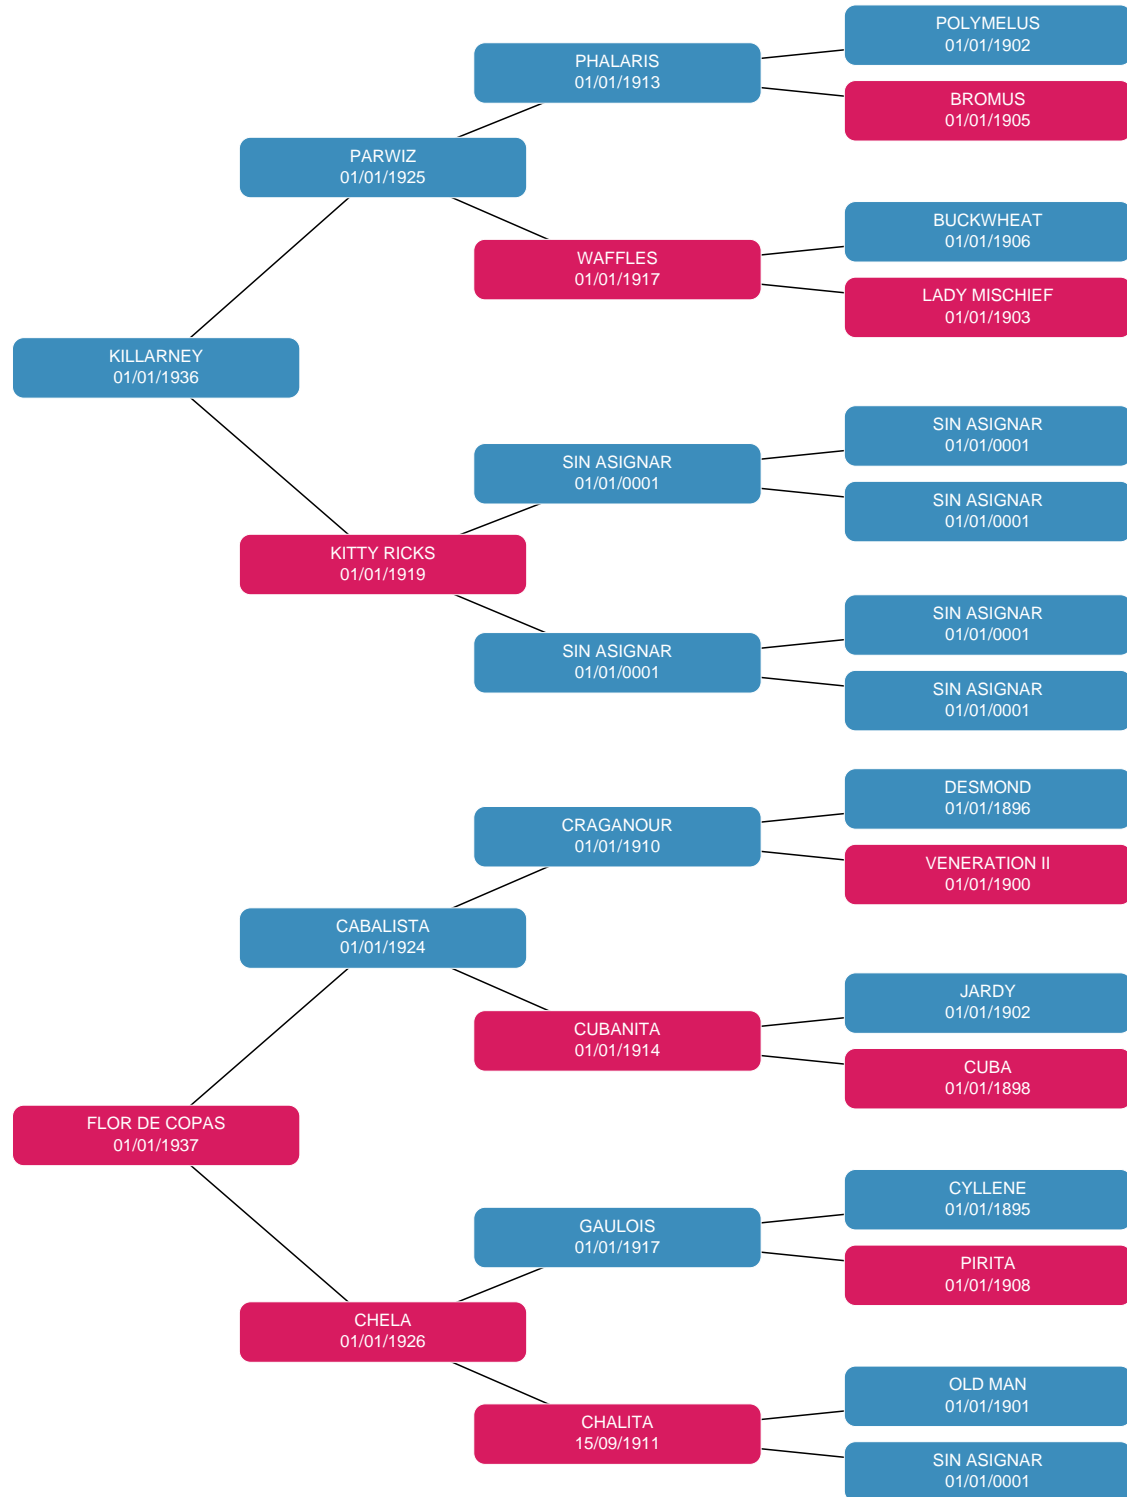 POLYMELUS
01/01/1902
PHALARIS
01/01/1913
BROMUS
01/01/1905
PARWIZ
01/01/1925
BUCKWHEAT
01/01/1906
WAFFLES
01/01/1917
LADY MISCHIEF
01/01/1903
KILLARNEY
01/01/1936
SIN ASIGNAR
01/01/0001
SIN ASIGNAR
01/01/0001
SIN ASIGNAR
01/01/0001
KITTY RICKS
01/01/1919
SIN ASIGNAR
01/01/0001
SIN ASIGNAR
01/01/0001
SIN ASIGNAR
01/01/0001
DESMOND
01/01/1896
CRAGANOUR
01/01/1910
VENERATION II
01/01/1900
CABALISTA
01/01/1924
JARDY
01/01/1902
CUBANITA
01/01/1914
CUBA
01/01/1898
FLOR DE COPAS
01/01/1937
CYLLENE
01/01/1895
GAULOIS
01/01/1917
PIRITA
01/01/1908
CHELA
01/01/1926
OLD MAN
01/01/1901
CHALITA
15/09/1911
SIN ASIGNAR
01/01/0001